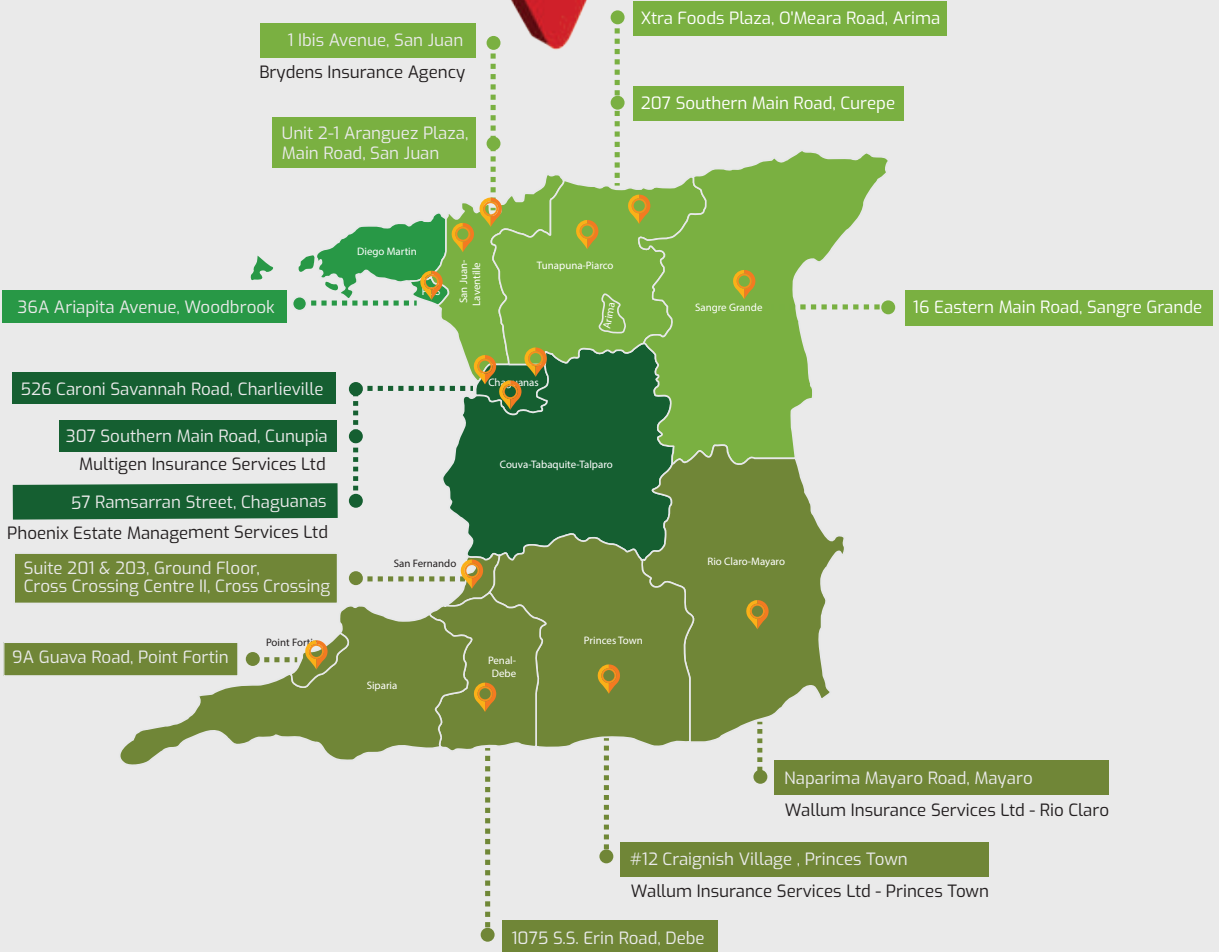 Xtra Foods Plaza, O'Meara Road, Arima
1 Ibis Avenue, San Juan
Brydens Insurance Agency
207 Southern Main Road, Curepe
Unit 2-1 Aranguez Plaza,
Main Road, San Juan
Diego Martin
San Juan-
Laventille
Tunapuna-Piarco
Arima
Sangre Grande
36A Ariapita Avenue, Woodbrook
16 Eastern Main Road, Sangre Grande
526 Caroni Savannah Road, Charlieville
Chaguanas
307 Southern Main Road, Cunupia
Multigen Insurance Services Ltd
Couva-Tabaquite-Talparo
57 Ramsarran Street, Chaguanas
Phoenix Estate Management Services Ltd
San Fernando
Suite 201 & 203, Ground Floor,
Cross Crossing Centre II, Cross Crossing
Rio Claro-Mayaro
Point Fortin
9A Guava Road, Point Fortin
Princes Town
Penal-
Debe
Siparia
Naparima Mayaro Road, Mayaro
Wallum Insurance Services Ltd - Rio Claro
#12 Craignish Village , Princes Town
Wallum Insurance Services Ltd - Princes Town
1075 S.S. Erin Road, Debe